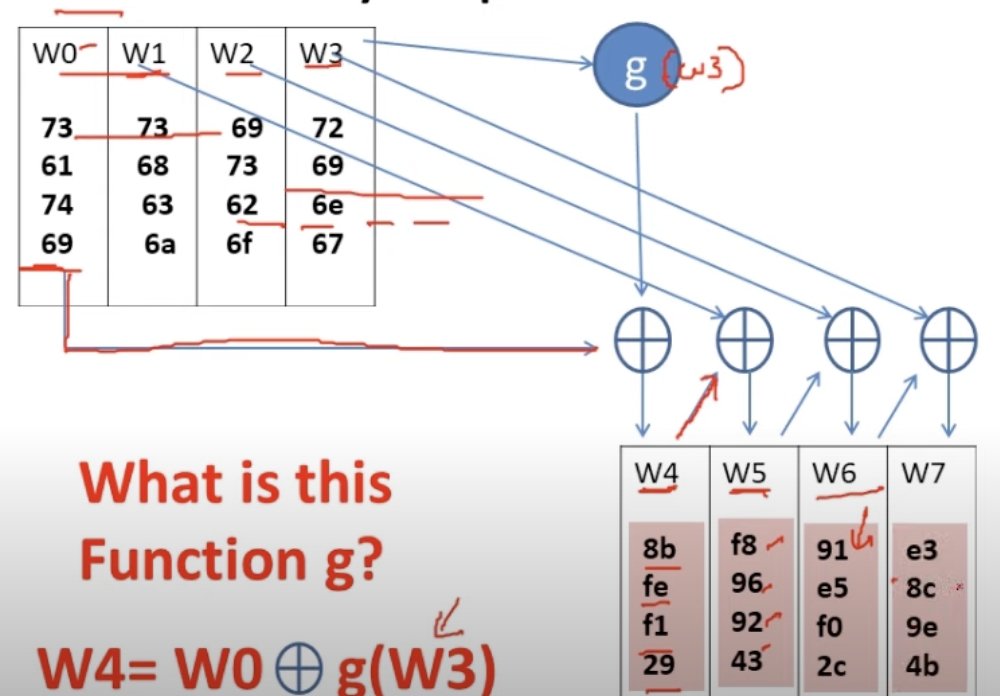 W0 W1 W2 W3
73 73 69 72
61 68 73 69
74 63 62 6e
69 6a 6f 67
g (w3)
What is this
Function g?
W4= W0 ⊕ g(W3)
W4 W5 W6 W7
8b f8 91 e3
fe 96 e5 8c
f1 92 f0 9e
29 43 2c 4b